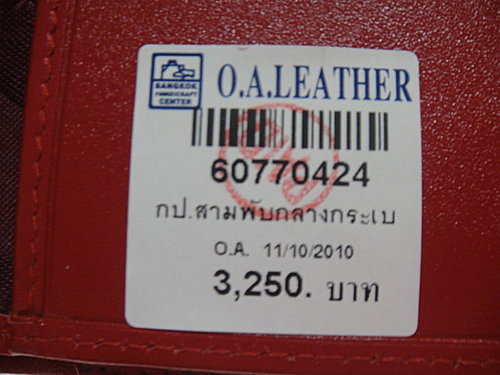 BANGKOK
HANDICRAFT
CENTER
O.A.LEATHER
60770424
กป.สามพับกลางกระเบ
O.A. 11/10/2010
3,250. บาท